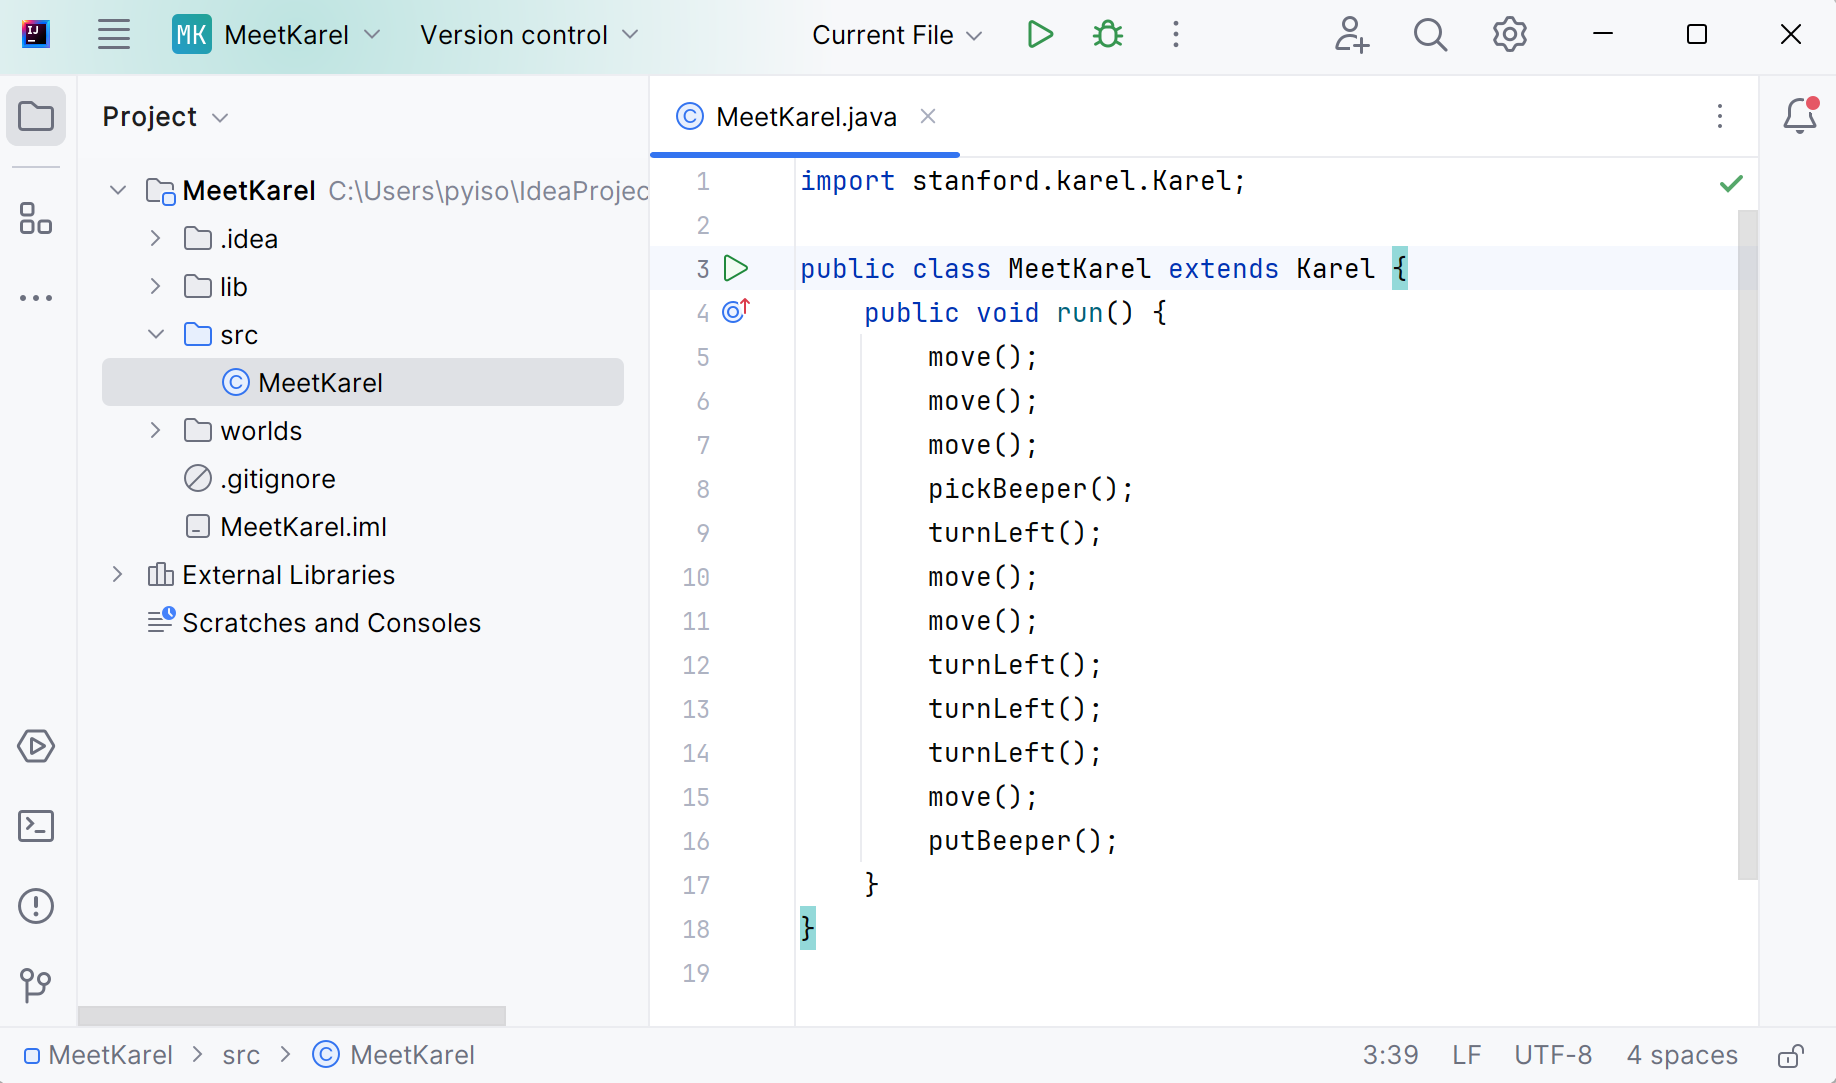 IJ
MK MeetKarel Version control Current File
Project
MeetKarel C:\Users\pyiso\IdeaProjec
.idea
lib
src
MeetKarel
worlds
.gitignore
MeetKarel.iml
External Libraries
Scratches and Consoles
MeetKarel.java
1 import stanford.karel.Karel;
2
3 public class MeetKarel extends Karel {
4     public void run() {
5         move();
6         move();
7         move();
8         pickBeeper();
9         turnLeft();
10         move();
11         move();
12         turnLeft();
13         turnLeft();
14         turnLeft();
15         move();
16         putBeeper();
17     }
18 }
19
MeetKarel > src > MeetKarel
3:39 LF UTF-8 4 spaces